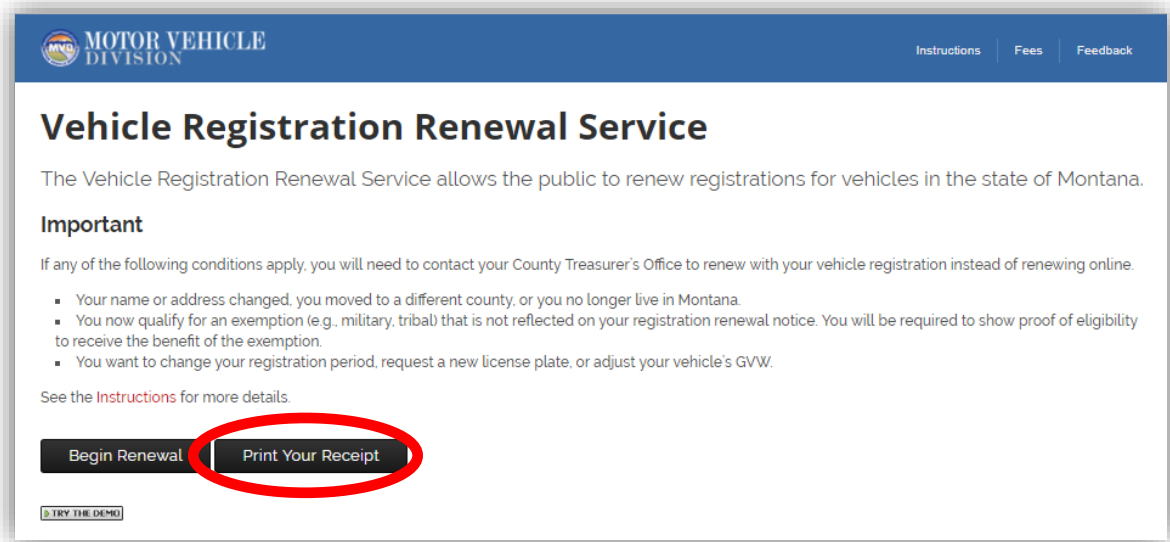 MVD MOTOR VEHICLE
DIVISION
Instructions Fees Feedback
Vehicle Registration Renewal Service
The Vehicle Registration Renewal Service allows the public to renew registrations for vehicles in the state of Montana.
Important
If any of the following conditions apply, you will need to contact your County Treasurer's Office to renew with your vehicle registration instead of renewing online.
▪ Your name or address changed, you moved to a different county, or you no longer live in Montana.
▪ You now qualify for an exemption (e.g., military, tribal) that is not reflected on your registration renewal notice. You will be required to show proof of eligibility
to receive the benefit of the exemption.
▪ You want to change your registration period, request a new license plate, or adjust your vehicle's GVW.
See the Instructions for more details.
Begin Renewal Print Your Receipt
TRY THE DEMO